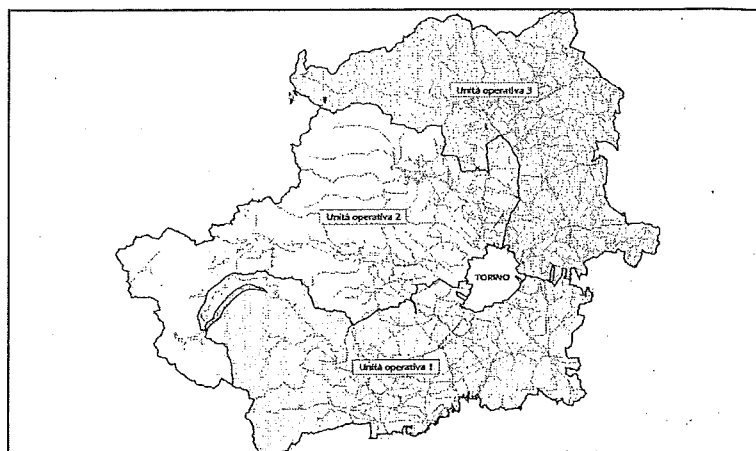 Unità operativa 3
Unità operativa 2
TORINO
Unità operativa 1